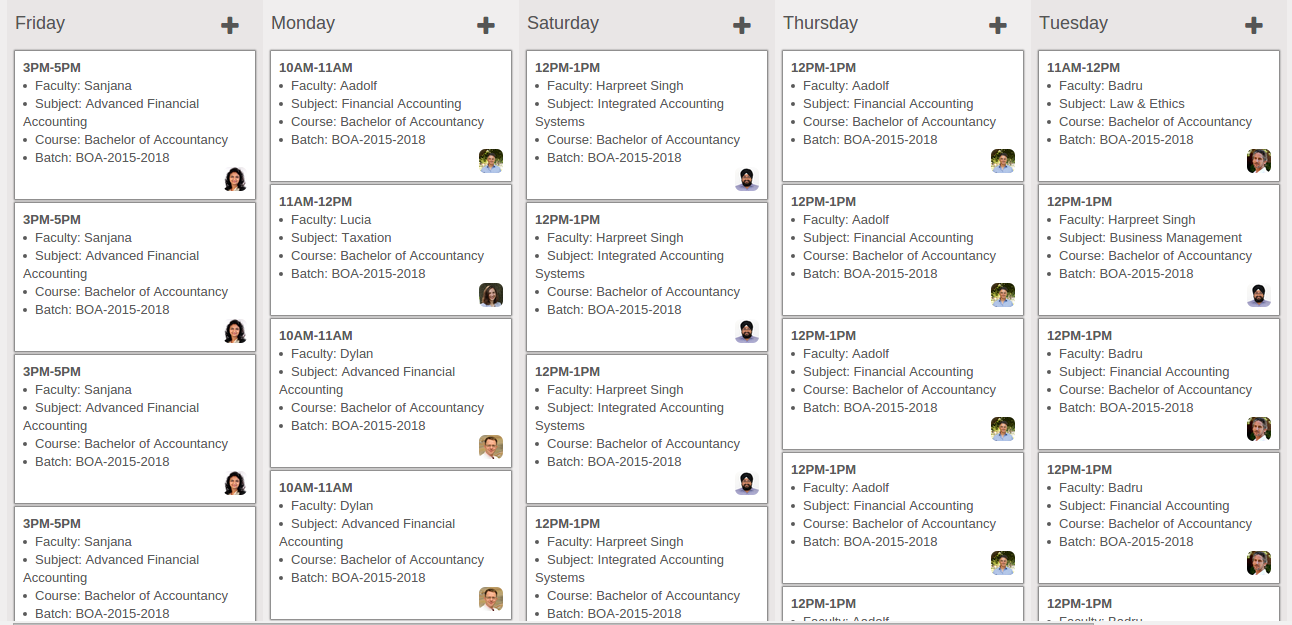 Friday
3PM-5PM
• Faculty: Sanjana
• Subject: Advanced Financial
Accounting
• Course: Bachelor of Accountancy
• Batch: BOA-2015-2018
3PM-5PM
• Faculty: Sanjana
• Subject: Advanced Financial
Accounting
• Course: Bachelor of Accountancy
• Batch: BOA-2015-2018
3PM-5PM
• Faculty: Sanjana
• Subject: Advanced Financial
Accounting
• Course: Bachelor of Accountancy
• Batch: BOA-2015-2018
3PM-5PM
• Faculty: Sanjana
• Subject: Advanced Financial
Accounting
• Course: Bachelor of Accountancy
• Batch: BOA-2015-2018
Monday
10AM-11AM
• Faculty: Aadolf
• Subject: Financial Accounting
• Course: Bachelor of Accountancy
• Batch: BOA-2015-2018
11AM-12PM
• Faculty: Lucia
• Subject: Taxation
• Course: Bachelor of Accountancy
• Batch: BOA-2015-2018
10AM-11AM
• Faculty: Dylan
• Subject: Advanced Financial
Accounting
• Course: Bachelor of Accountancy
• Batch: BOA-2015-2018
10AM-11AM
• Faculty: Dylan
• Subject: Advanced Financial
Accounting
• Course: Bachelor of Accountancy
• Batch: BOA-2015-2018
Saturday
12PM-1PM
• Faculty: Harpreet Singh
• Subject: Integrated Accounting
Systems
• Course: Bachelor of Accountancy
• Batch: BOA-2015-2018
12PM-1PM
• Faculty: Harpreet Singh
• Subject: Integrated Accounting
Systems
• Course: Bachelor of Accountancy
• Batch: BOA-2015-2018
12PM-1PM
• Faculty: Harpreet Singh
• Subject: Integrated Accounting
Systems
• Course: Bachelor of Accountancy
• Batch: BOA-2015-2018
12PM-1PM
• Faculty: Harpreet Singh
• Subject: Integrated Accounting
Systems
• Course: Bachelor of Accountancy
• Batch: BOA-2015-2018
Thursday
12PM-1PM
• Faculty: Aadolf
• Subject: Financial Accounting
• Course: Bachelor of Accountancy
• Batch: BOA-2015-2018
12PM-1PM
• Faculty: Aadolf
• Subject: Financial Accounting
• Course: Bachelor of Accountancy
• Batch: BOA-2015-2018
12PM-1PM
• Faculty: Aadolf
• Subject: Financial Accounting
• Course: Bachelor of Accountancy
• Batch: BOA-2015-2018
12PM-1PM
• Faculty: Aadolf
• Subject: Financial Accounting
• Course: Bachelor of Accountancy
• Batch: BOA-2015-2018
12PM-1PM
• Faculty: Aadolf
Tuesday
11AM-12PM
• Faculty: Badru
• Subject: Law & Ethics
• Course: Bachelor of Accountancy
• Batch: BOA-2015-2018
12PM-1PM
• Faculty: Harpreet Singh
• Subject: Business Management
• Course: Bachelor of Accountancy
• Batch: BOA-2015-2018
12PM-1PM
• Faculty: Badru
• Subject: Financial Accounting
• Course: Bachelor of Accountancy
• Batch: BOA-2015-2018
12PM-1PM
• Faculty: Badru
• Subject: Financial Accounting
• Course: Bachelor of Accountancy
• Batch: BOA-2015-2018
12PM-1PM
• Faculty: Badru